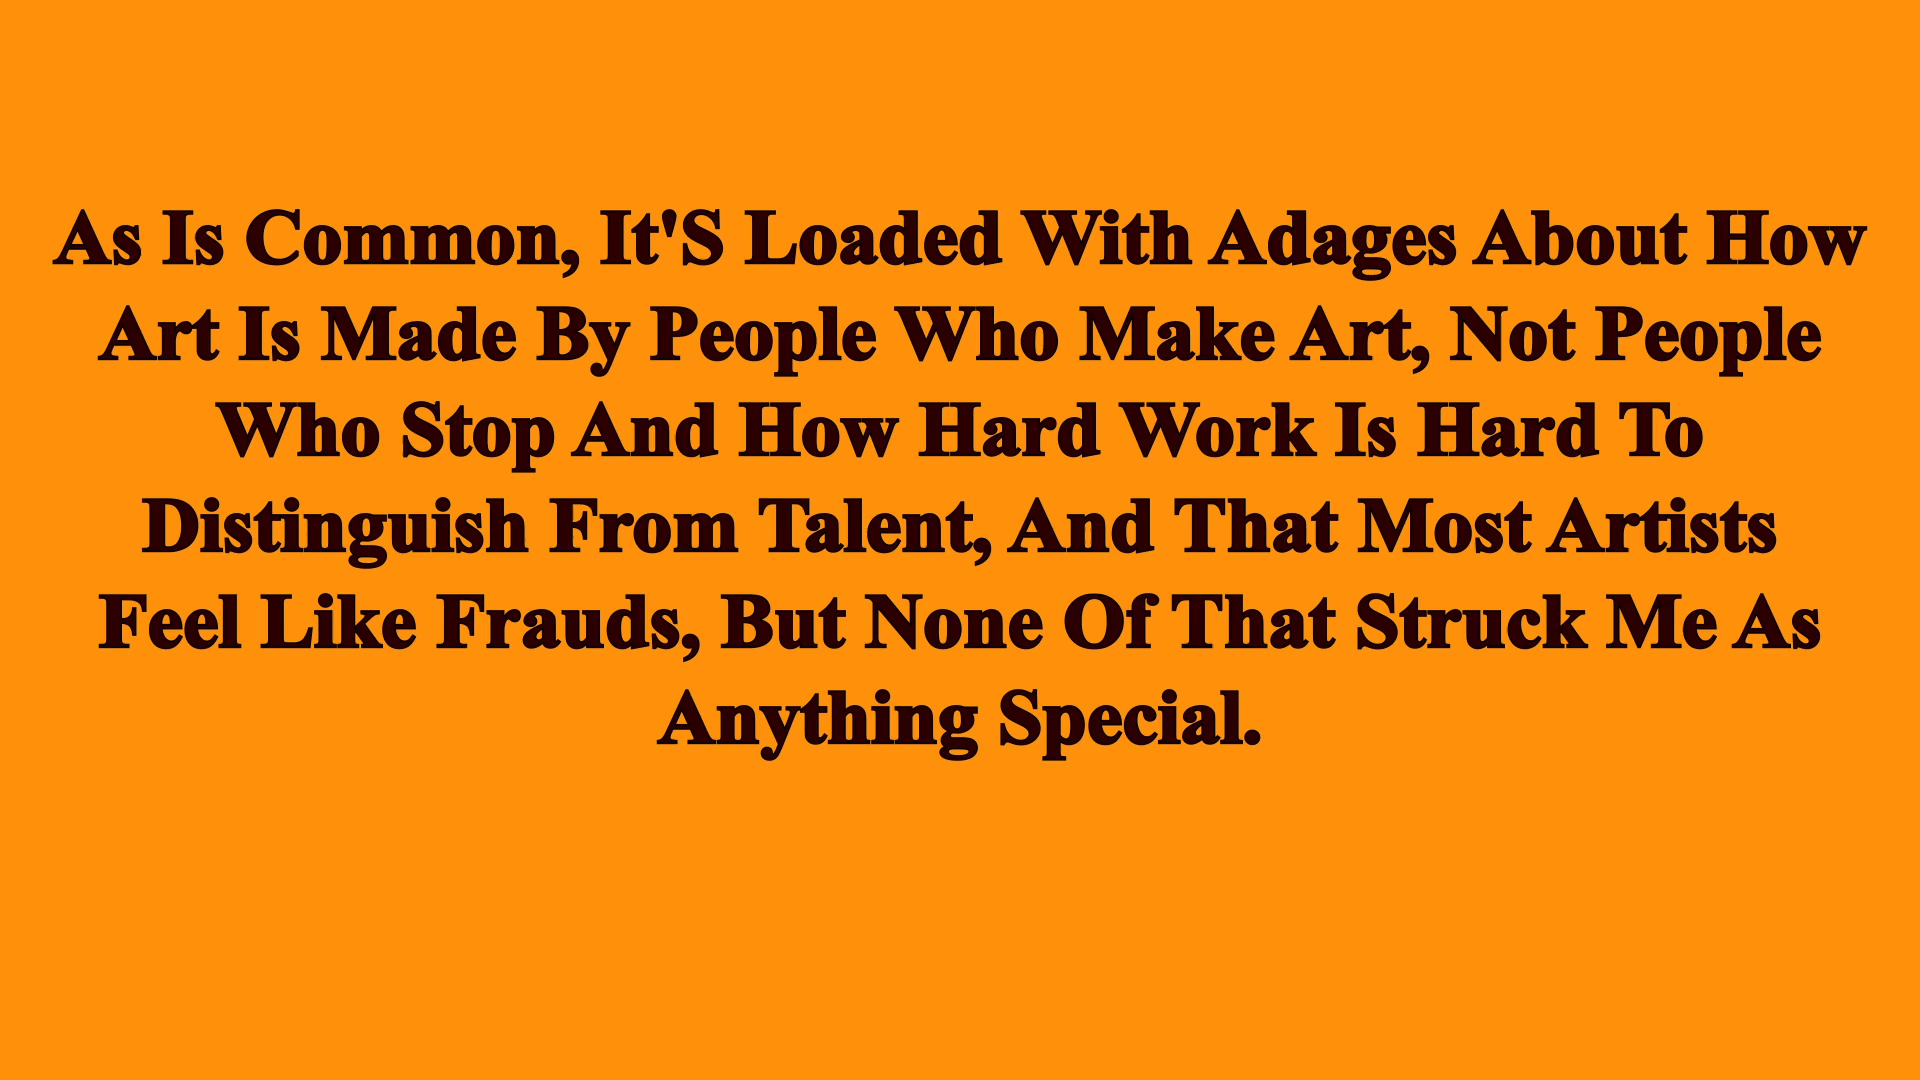 As Is Common, It'S Loaded With Adages About How
Art Is Made By People Who Make Art, Not People
Who Stop And How Hard Work Is Hard To
Distinguish From Talent, And That Most Artists
Feel Like Frauds, But None Of That Struck Me As
Anything Special.